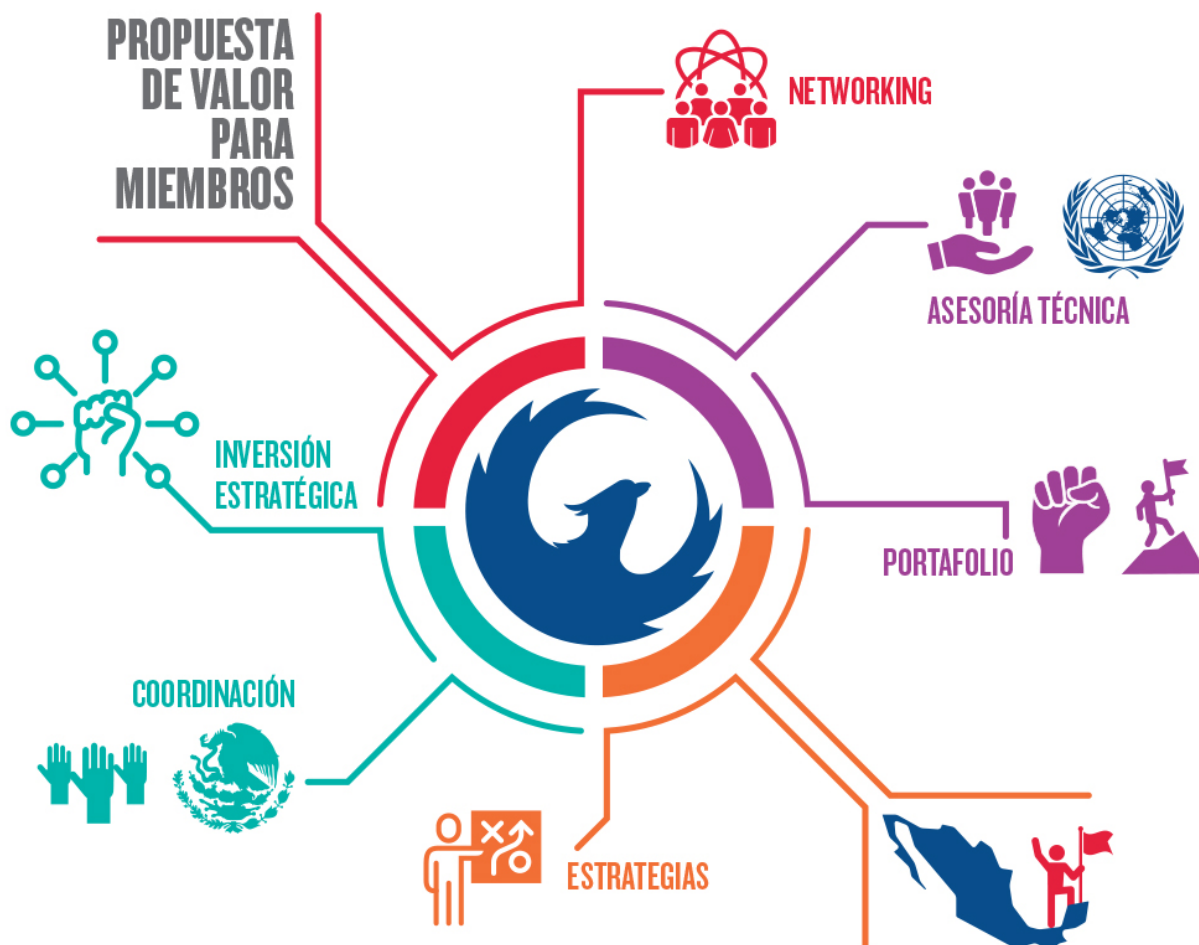 PROPUESTA
DE VALOR
PARA
MIEMBROS
NETWORKING
ASESORÍA TÉCNICA
INVERSIÓN
ESTRATÉGICA
PORTAFOLIO
COORDINACIÓN
ESTRATEGIAS